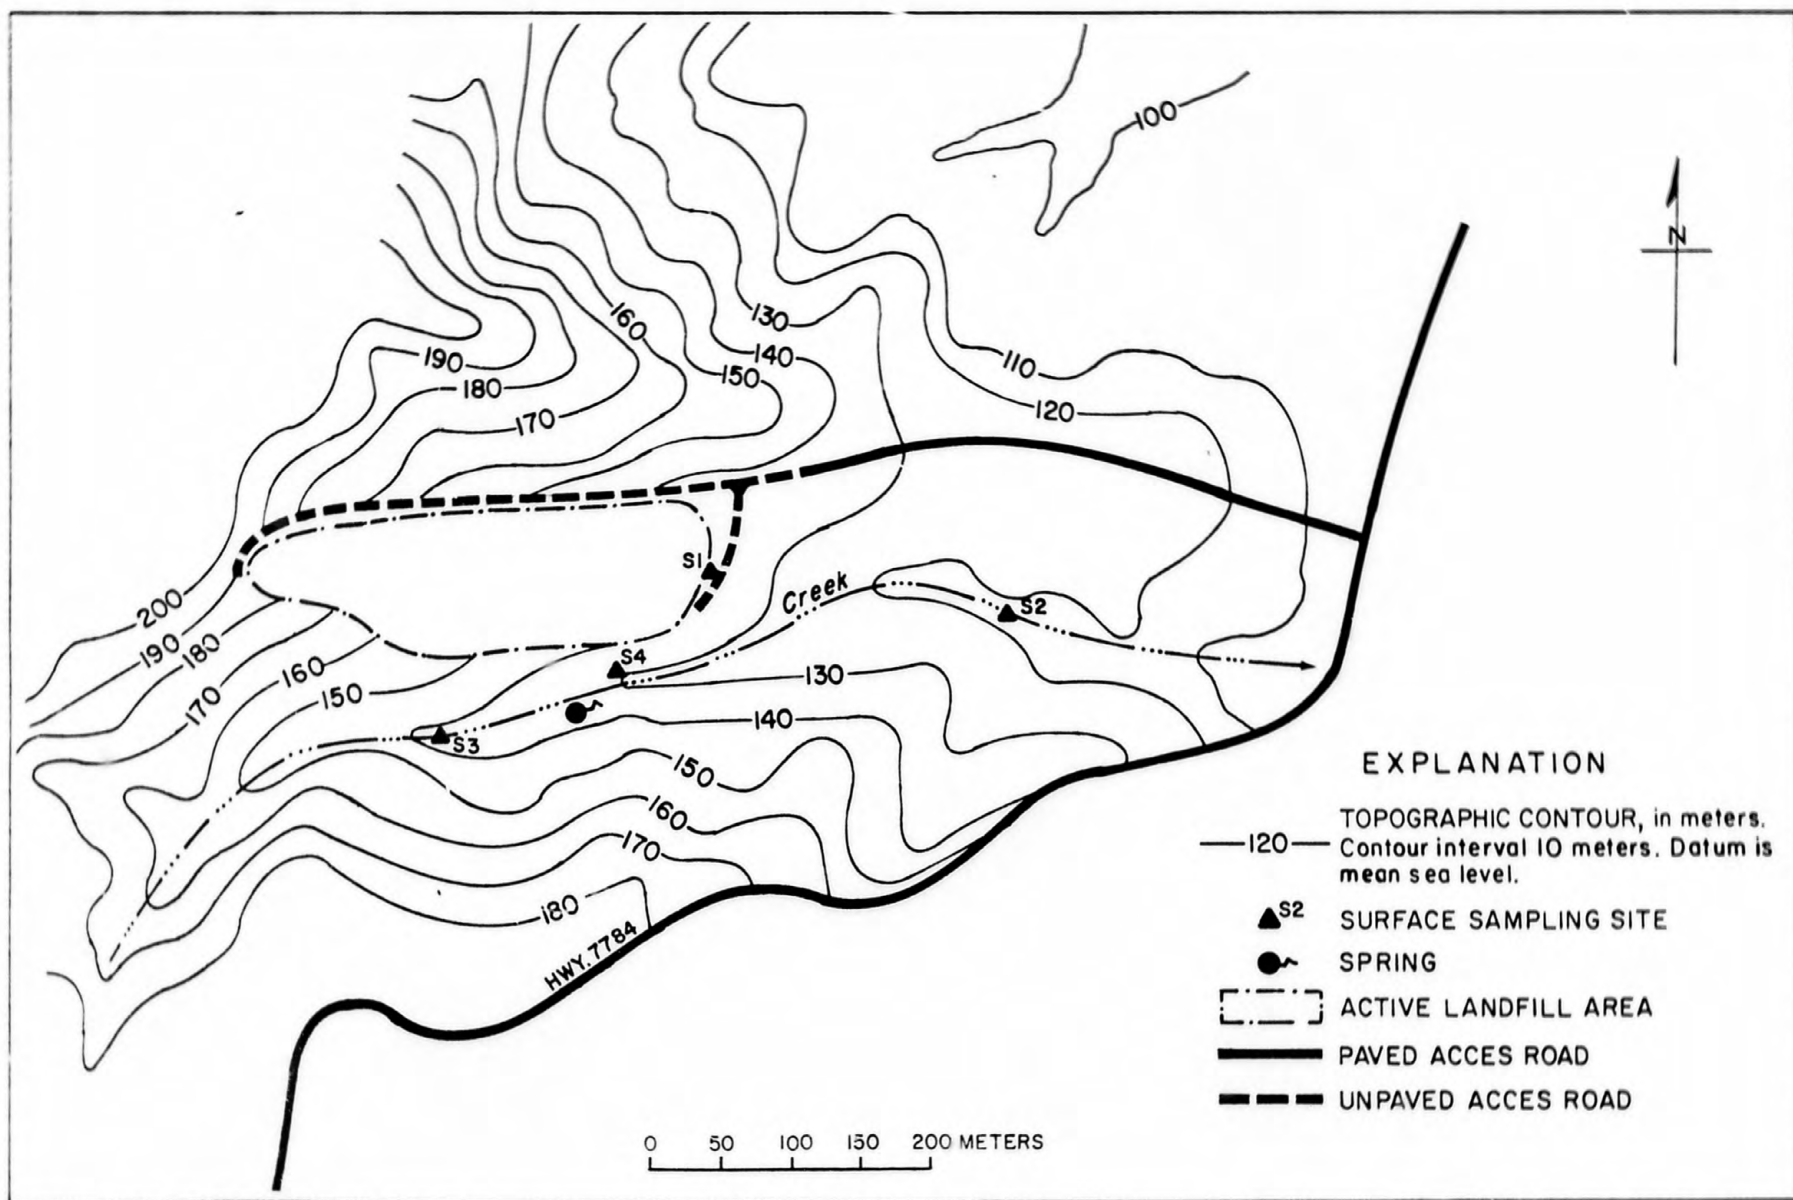 100
N
160
130
190
140
180
150
110
170
120
S1
200
Creek
S2
190
180
S4
160
130
170
150
140
S3
150
160
170
180
HWY. 7784
EXPLANATION
120
TOPOGRAPHIC CONTOUR, in meters.
Contour interval 10 meters. Datum is
mean sea level.
S2
SURFACE SAMPLING SITE
SPRING
ACTIVE LANDFILL AREA
PAVED ACCES ROAD
UNPAVED ACCES ROAD
0 50 100 150 200 METERS